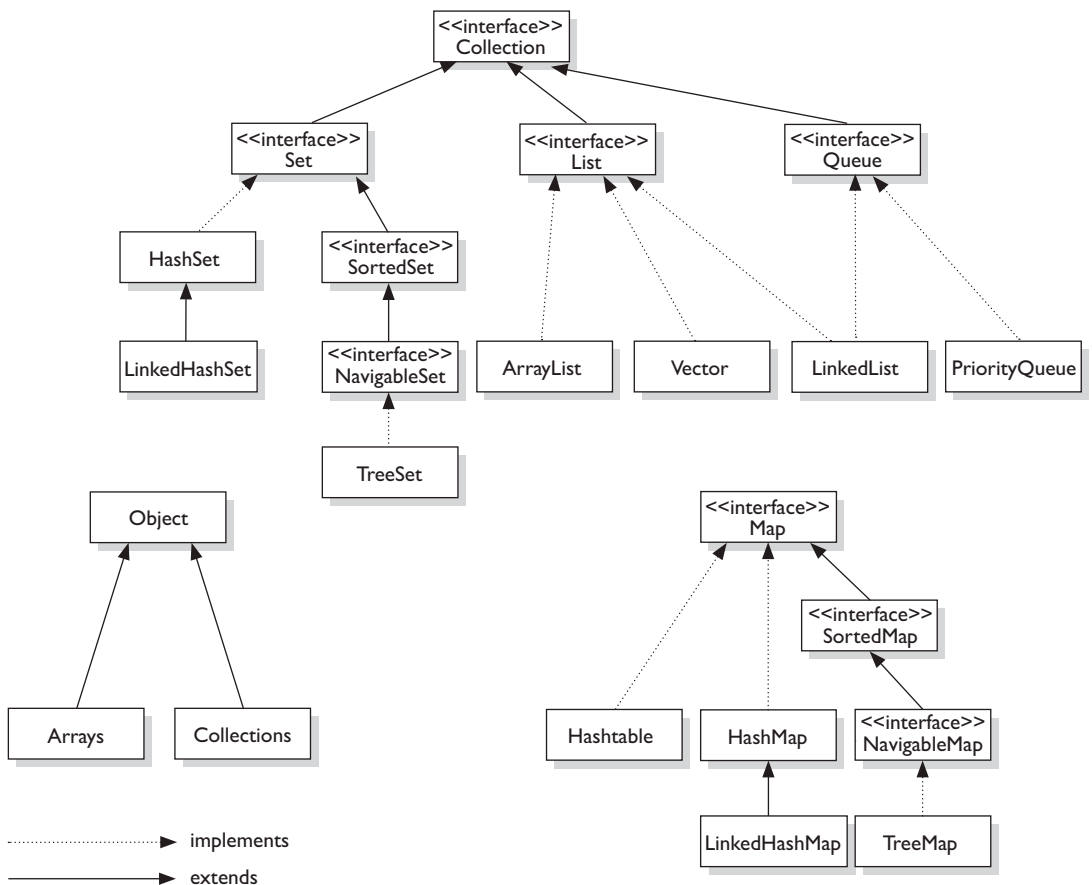 <<interface>>
Collection
<<interface>>
Set
<<interface>>
List
<<interface>>
Queue
HashSet
<<interface>>
SortedSet
LinkedHashSet
<<interface>>
NavigableSet
ArrayList
Vector
LinkedList
PriorityQueue
TreeSet
Object
<<interface>>
Map
<<interface>>
SortedMap
Arrays
Collections
Hashtable
HashMap
<<interface>>
NavigableMap
LinkedHashMap
TreeMap
implements
extends